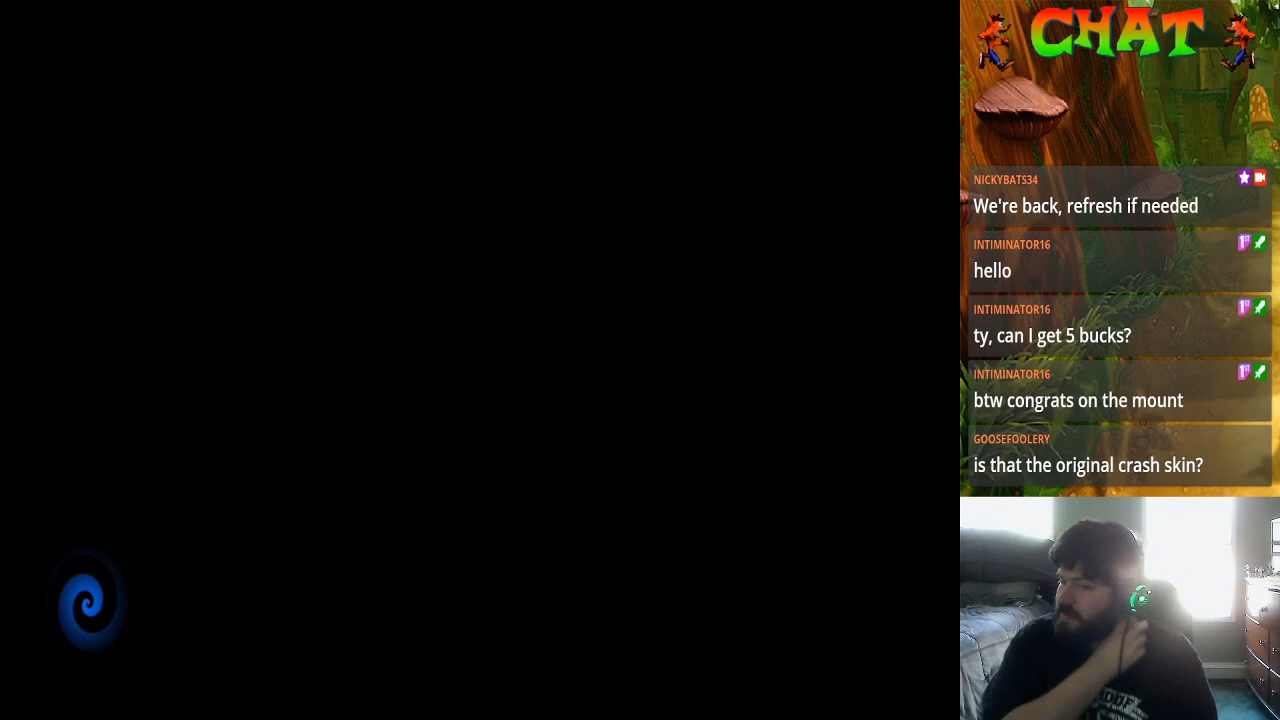 CHAT
NICKYBATS34
We're back, refresh if needed
INTIMINATOR16
hello
INTIMINATOR16
ty, can I get 5 bucks?
INTIMINATOR16
btw congrats on the mount
GOOSEFOOLERY
is that the original crash skin?